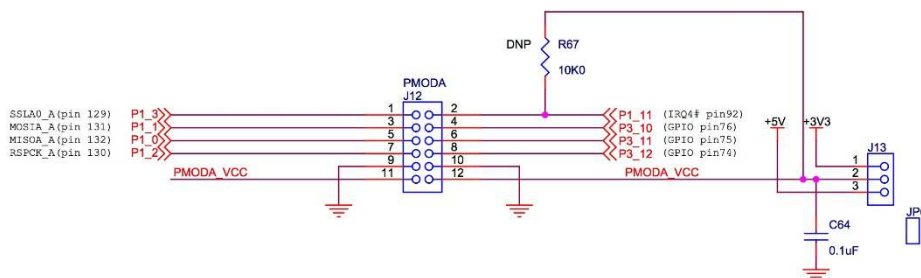 DNP
R67
10K0
PMODA
J12
SSLA0_A(pin 129) P1_3 1 2 P1_11 (IRQ4# pin92)
MOSIA_A(pin 131) P1_1 3 4 P3_10 (GPIO pin76)
MISOA_A(pin 132) P1_0 5 6 P3_11 (GPIO pin75)
RSPCK_A(pin 130) P1_2 7 8 P3_12 (GPIO pin74)
9 10
PMODA_VCC 11 12 PMODA_VCC
+5V +3V3
J13
1
2
3
C64
0.1uF